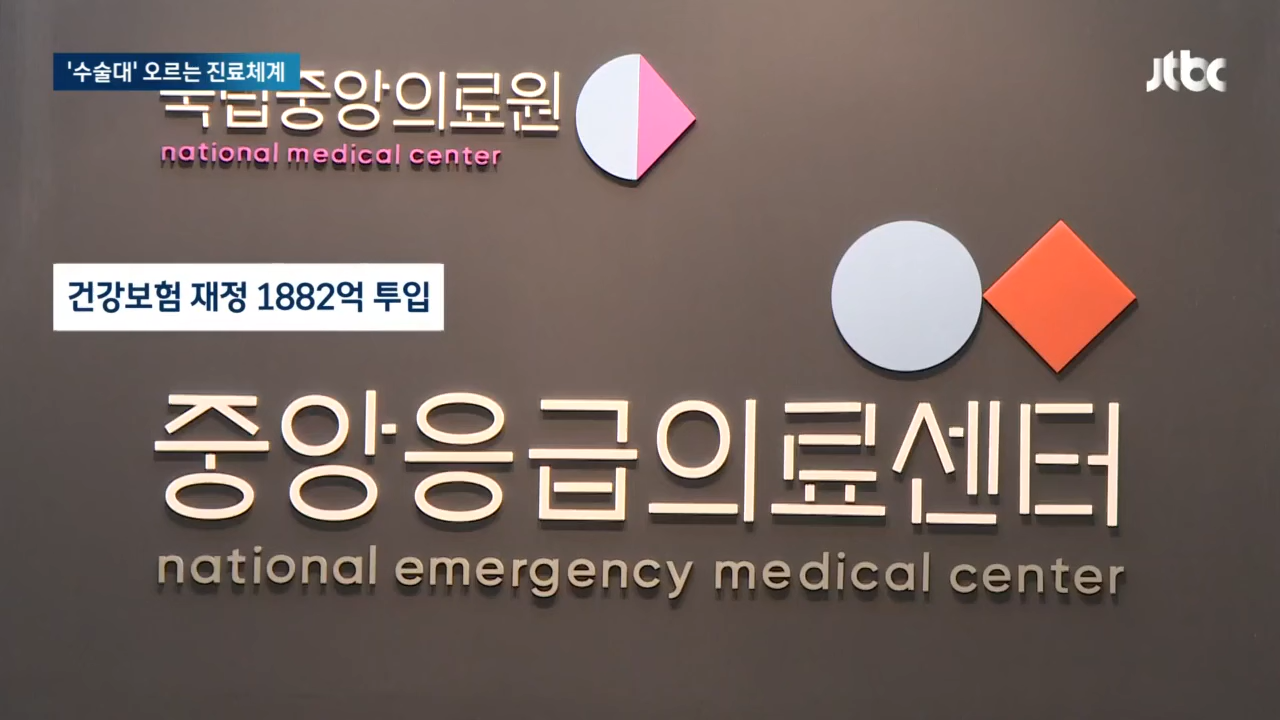 '수술대' 오르는 진료체계
jtbc
국립중앙의료원
national medical center
건강보험 재정 1882억 투입
중앙응급의료센터
national emergency medical center